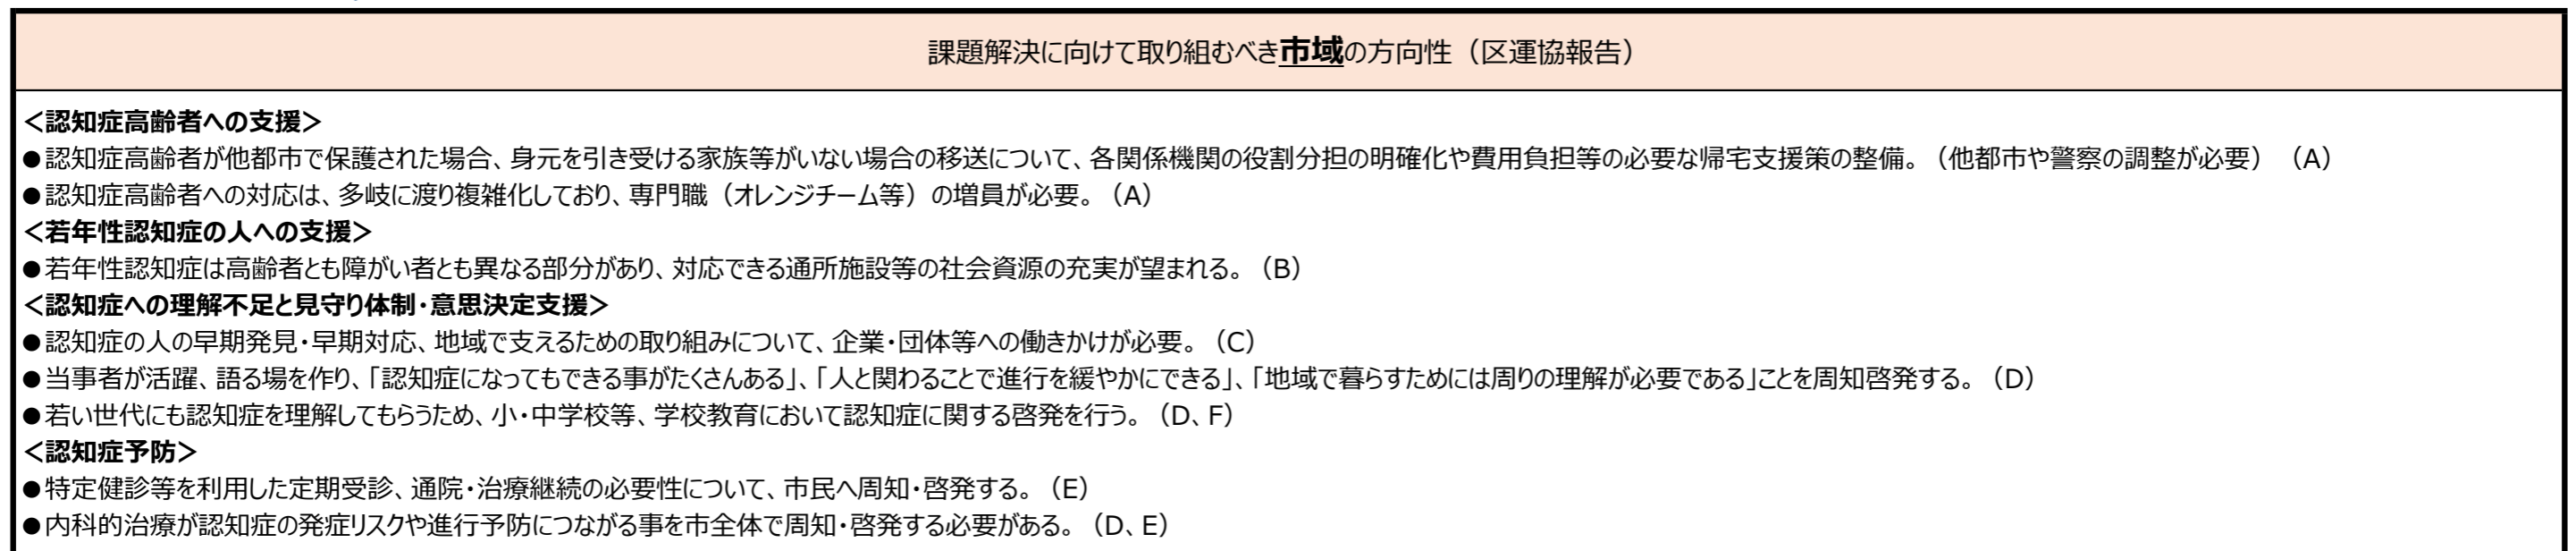 課題解決に向けて取り組むべき市域の方向性（区運協報告）
＜認知症高齢者への支援＞
●認知症高齢者が他都市で保護された場合、身元を引き受ける家族等がいない場合の移送について、各関係機関の役割分担の明確化や費用負担等の必要な帰宅支援策の整備。（他都市や警察の調整が必要）（A）
●認知症高齢者への対応は、多岐に渡り複雑化しており、専門職（オレンジチーム等）の増員が必要。（A）
＜若年性認知症の人への支援＞
●若年性認知症は高齢者とも障がい者とも異なる部分があり、対応できる通所施設等の社会資源の充実が望まれる。（B）
＜認知症への理解不足と見守り体制・意思決定支援＞
●認知症の人の早期発見・早期対応、地域で支えるための取り組みについて、企業・団体等への働きかけが必要。（C）
●当事者が活躍、語る場を作り、「認知症になってもできる事がたくさんある」、「人と関わることで進行を緩やかにできる」、「地域で暮らすためには周りの理解が必要である」ことを周知啓発する。（D）
●若い世代にも認知症を理解してもらうため、小・中学校等、学校教育において認知症に関する啓発を行う。（D、F）
＜認知症予防＞
●特定健診等を利用した定期受診、通院・治療継続の必要性について、市民へ周知・啓発する。（E）
●内科的治療が認知症の発症リスクや進行予防につながる事を市全体で周知・啓発する必要がある。（D、E）